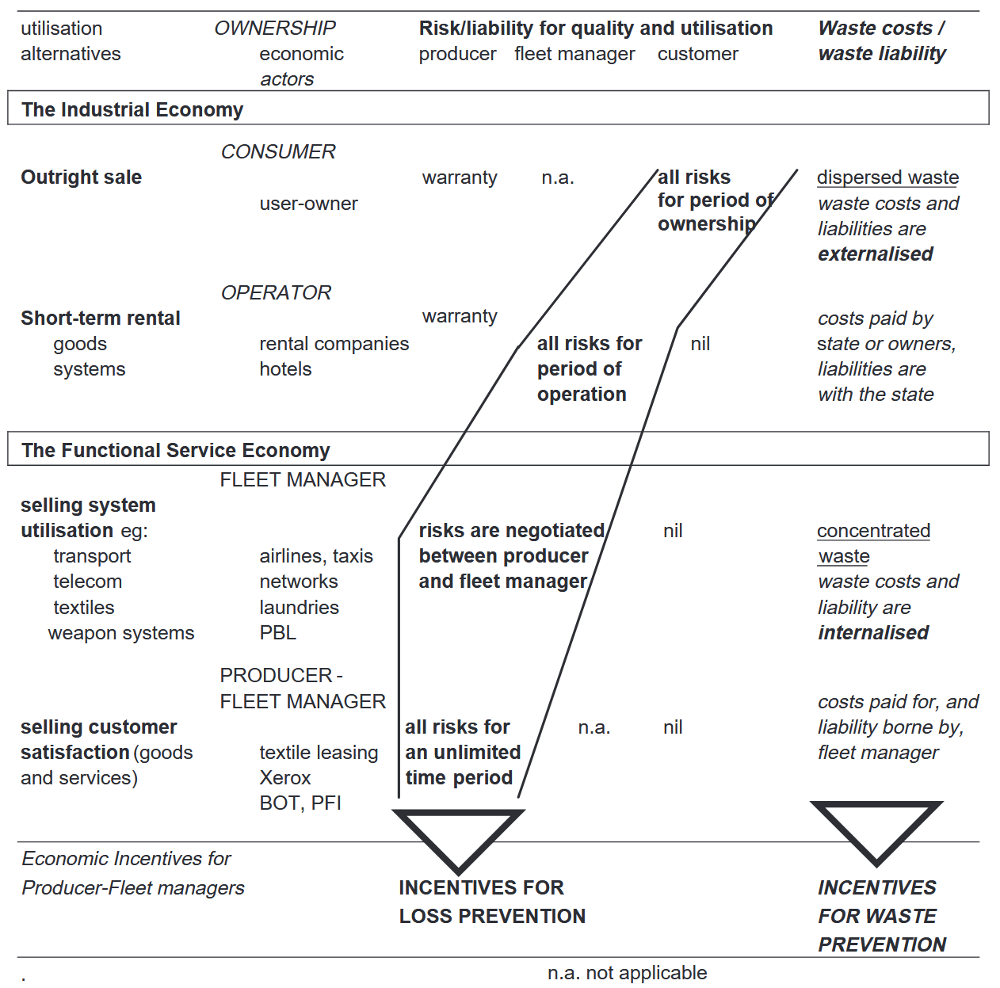 utilisation OWNERSHIP Risk/liability for quality and utilisation Waste costs /
alternatives economic producer fleet manager customer waste liability
actors
The Industrial Economy
CONSUMER
Outright sale warranty n.a. all risks dispersed waste
user-owner for period of waste costs and
ownership liabilities are
externalised
OPERATOR
Short-term rental warranty costs paid by
goods rental companies all risks for nil state or owners,
systems hotels period of liabilities are
operation with the state
The Functional Service Economy
FLEET MANAGER
selling system
utilisation eg: risks are negotiated nil concentrated
transport airlines, taxis between producer waste
telecom networks and fleet manager waste costs and
textiles laundries liability are
weapon systems PBL internalised
PRODUCER -
FLEET MANAGER costs paid for, and
selling customer all risks for n.a. nil liability borne by,
satisfaction (goods textile leasing an unlimited fleet manager
and services) Xerox time period
BOT, PFI
Economic Incentives for
Producer-Fleet managers INCENTIVES FOR INCENTIVES
LOSS PREVENTION FOR WASTE
PREVENTION
. n.a. not applicable